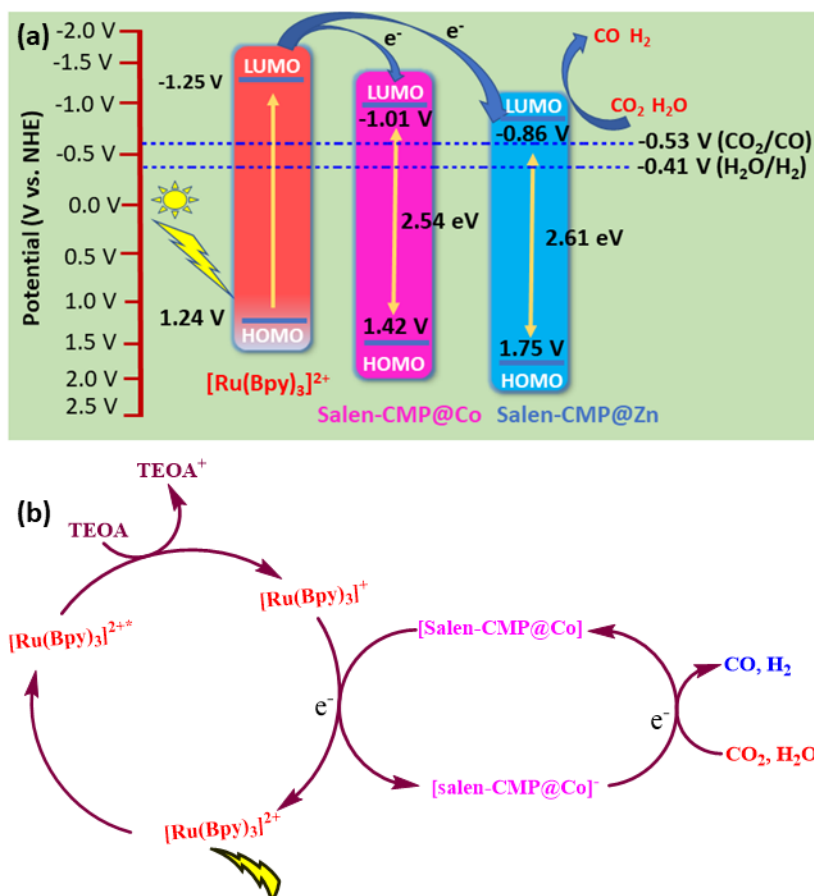 (a)
Potential (V vs. NHE)
-2.0 V
-1.5 V
-1.0 V
-0.5 V
0.0 V
0.5 V
1.0 V
1.5 V
2.0 V
2.5 V
-1.25 V
LUMO
1.24 V
HOMO
[Ru(Bpy)₃]²⁺
e⁻
LUMO
-1.01 V
2.54 eV
1.42 V
HOMO
Salen-CMP@Co
e⁻
LUMO
-0.86 V
2.61 eV
1.75 V
HOMO
Salen-CMP@Zn
CO H₂
CO₂ H₂O
-0.53 V (CO₂/CO)
-0.41 V (H₂O/H₂)
(b)
TEOA⁺
TEOA
[Ru(Bpy)₃]⁺
[Ru(Bpy)₃]²⁺*
[Salen-CMP@Co]
CO, H₂
e⁻
e⁻
CO₂, H₂O
[salen-CMP@Co]⁻
[Ru(Bpy)₃]²⁺